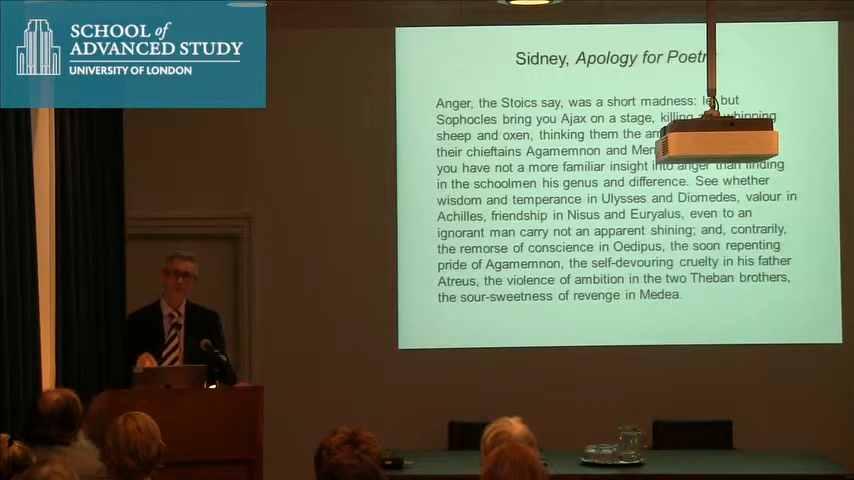 SCHOOL of
ADVANCED STUDY
UNIVERSITY OF LONDON
Sidney, Apology for Poetry
Anger, the Stoics say, was a short madness: let but
Sophocles bring you Ajax on a stage, killing whipping
sheep and oxen, thinking them the
their chieftains Agamemnon and
you have not a more familiar insight into anger than finding
in the schoolmen his genus and difference. See whether
wisdom and temperance in Ulysses and Diomedes, valour in
Achilles, friendship in Nisus and Euryalus, even to an
ignorant man carry not an apparent shining; and, contrarily,
the remorse of conscience in Oedipus, the soon repenting
pride of Agamemnon, the self-devouring cruelty in his father
Atreus, the violence of ambition in the two Theban brothers,
the sour-sweetness of revenge in Medea.